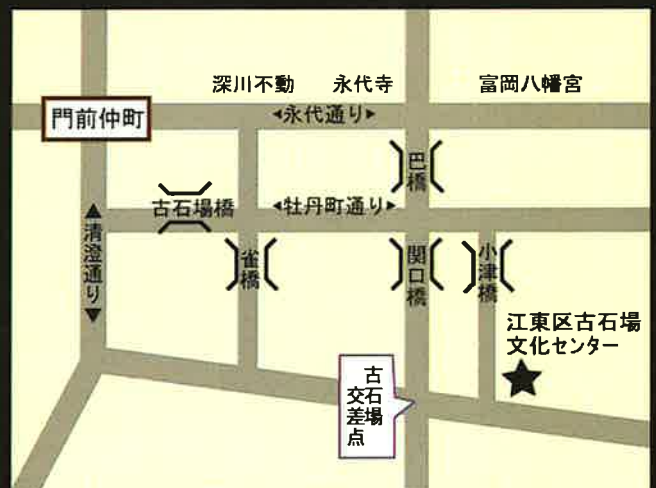 深川不動
永代寺
富岡八幡宮
門前仲町
◀永代通り▶
巴橋
古石場橋
◀牡丹町通り▶
▲清澄通り▼
雀橋
関口橋
小津橋
江東区古石場
文化センター
古石場
交差点